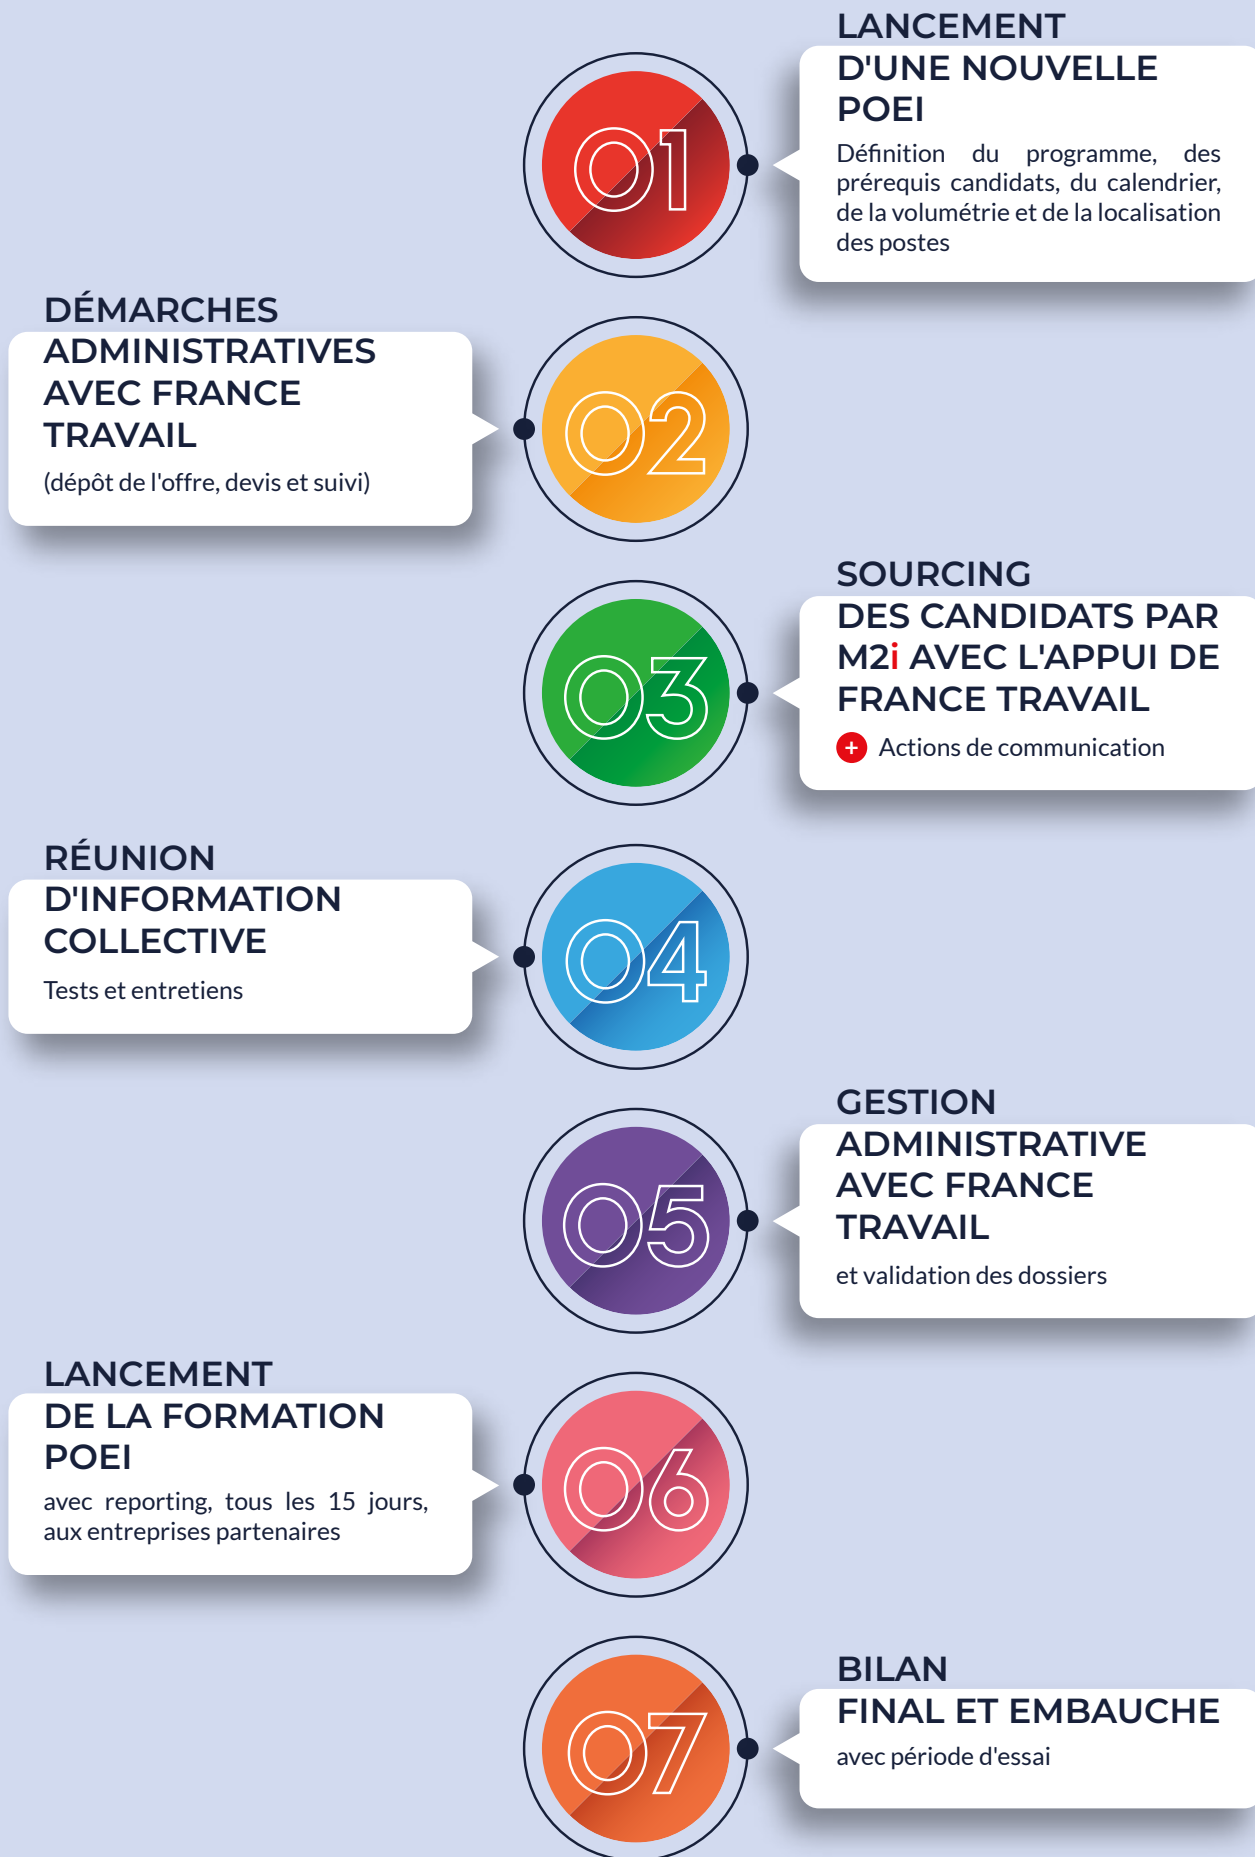 01
LANCEMENT
D'UNE NOUVELLE
POEI
Définition du programme, des
prérequis candidats, du calendrier,
de la volumétrie et de la localisation
des postes
02
DÉMARCHES
ADMINISTRATIVES
AVEC FRANCE
TRAVAIL
(dépôt de l'offre, devis et suivi)
03
SOURCING
DES CANDIDATS PAR
M2i AVEC L'APPUI DE
FRANCE TRAVAIL
+ Actions de communication
04
RÉUNION
D'INFORMATION
COLLECTIVE
Tests et entretiens
05
GESTION
ADMINISTRATIVE
AVEC FRANCE
TRAVAIL
et validation des dossiers
06
LANCEMENT
DE LA FORMATION
POEI
avec reporting, tous les 15 jours,
aux entreprises partenaires
07
BILAN
FINAL ET EMBAUCHE
avec période d'essai